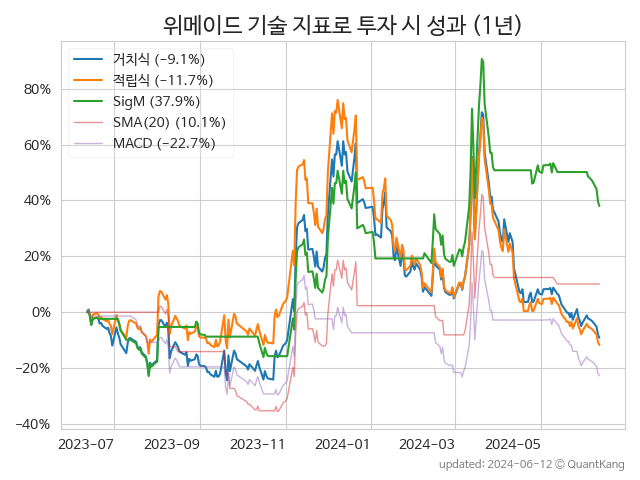 위메이드 기술 지표로 투자 시 성과 (1년)
거치식 (-9.1%)
적립식 (-11.7%)
SigM (37.9%)
SMA(20) (10.1%)
MACD (-22.7%)
80%
60%
40%
20%
0%
-20%
-40%
2023-07
2023-09
2023-11
2024-01
2024-03
2024-05
updated: 2024-06-12 © QuantKang